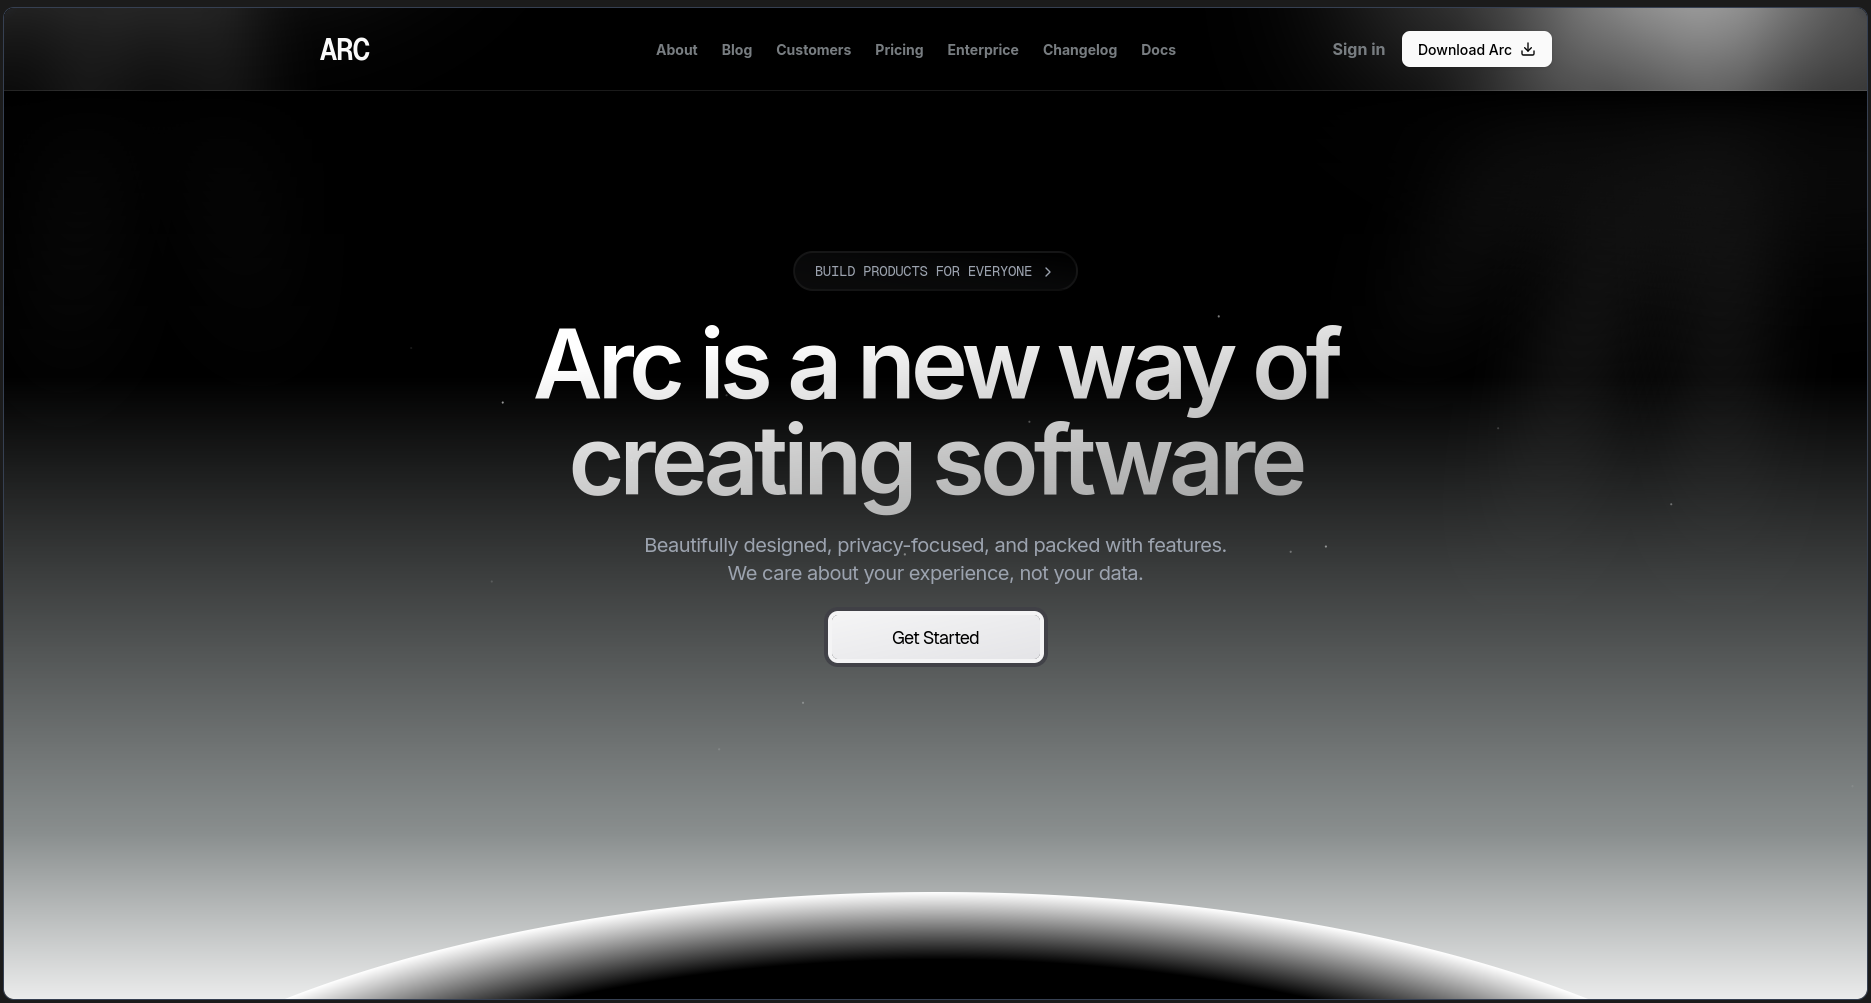 ARC
About Blog Customers Pricing Enterprice Changelog Docs
Sign in
Download Arc
BUILD PRODUCTS FOR EVERYONE
Arc is a new way of
creating software
Beautifully designed, privacy-focused, and packed with features.
We care about your experience, not your data.
Get Started